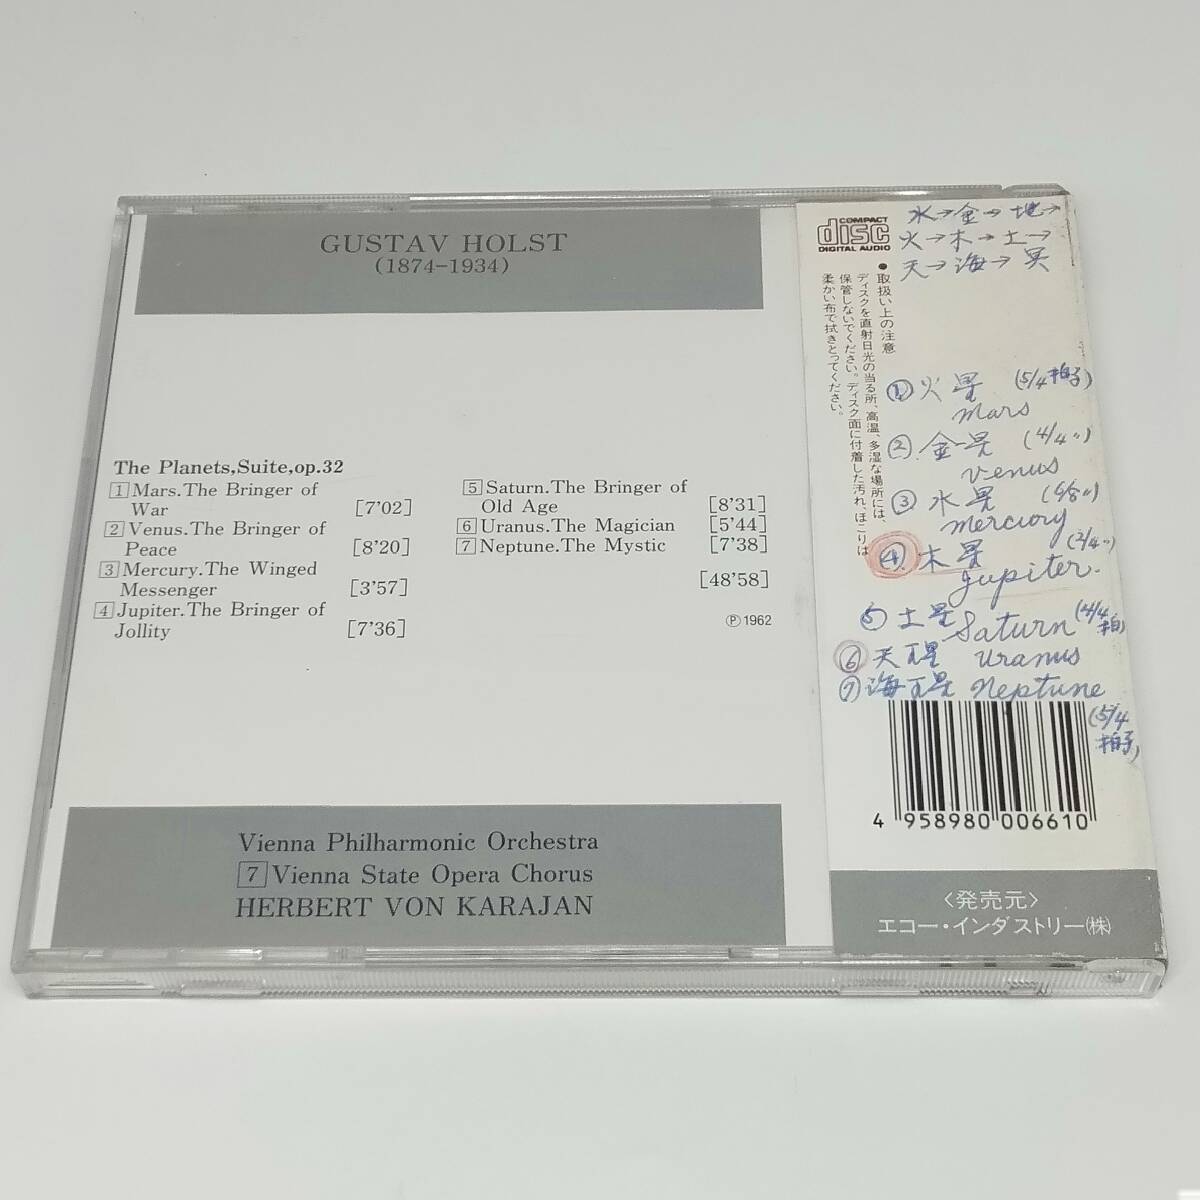 GUSTAV HOLST
(1874-1934)
The Planets,Suite,op.32
1 Mars.The Bringer of
War [7'02]
2 Venus.The Bringer of
Peace [8'20]
3 Mercury.The Winged
Messenger [3'57]
4 Jupiter.The Bringer of
Jollity [7'36]
5 Saturn.The Bringer of
Old Age [8'31]
6 Uranus.The Magician [5'44]
7 Neptune.The Mystic [7'38]
[48'58]
Ⓟ1962
Vienna Philharmonic Orchestra
7 Vienna State Opera Chorus
HERBERT VON KARAJAN
COMPACT
disc
DIGITAL AUDIO
水→金→地→
火→木→土→
天→海→冥
●取扱い上の注意
ディスクを直射日光の当る所、高温、多湿な場所には、
保管しないでください。ディスク面に付着した汚れ、ほこりは
柔かい布で拭きとってください。
①火星 (5/4拍子)
mars
②金星 (4/4〃)
venus
③水星 (6/8〃)
mercury
④木星 (2/4〃)
jupiter.
⑤土星 Saturn (4/4拍)
⑥天王星 uranus
⑦海王星 neptune
(5/4
拍子)
4 958980 006610
〈発売元〉
エコー・インダストリー㈱